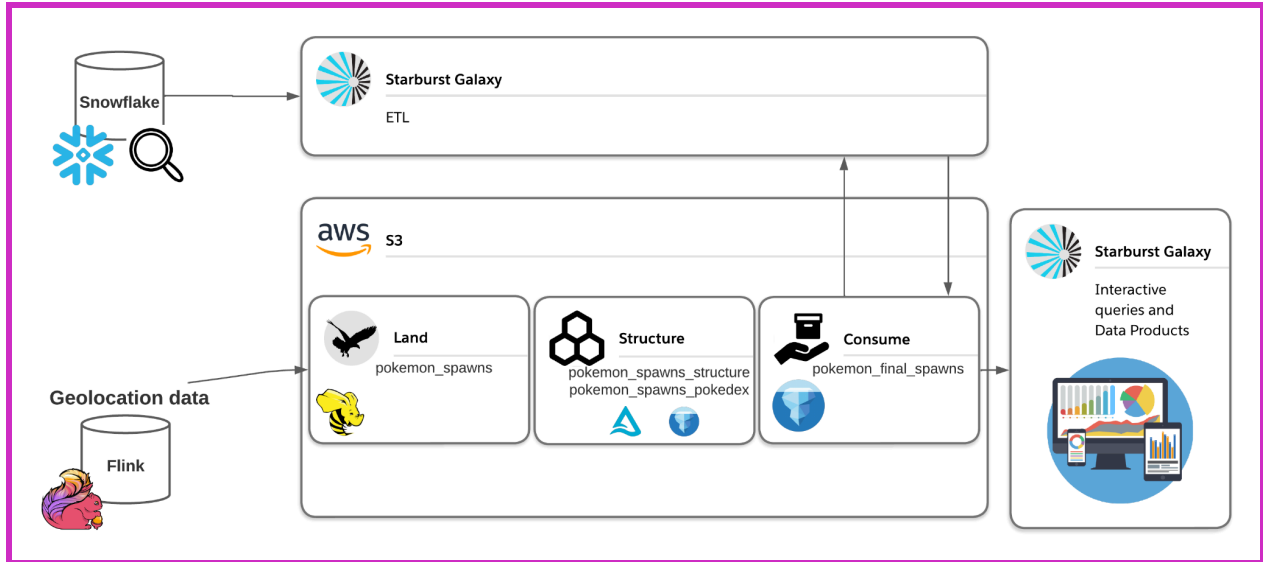 Snowflake
Starburst Galaxy
ETL
aws
S3
Land
pokemon_spawns
Structure
pokemon_spawns_structure
pokemon_spawns_pokedex
Consume
pokemon_final_spawns
Starburst Galaxy
Interactive
queries and
Data Products
Geolocation data
Flink